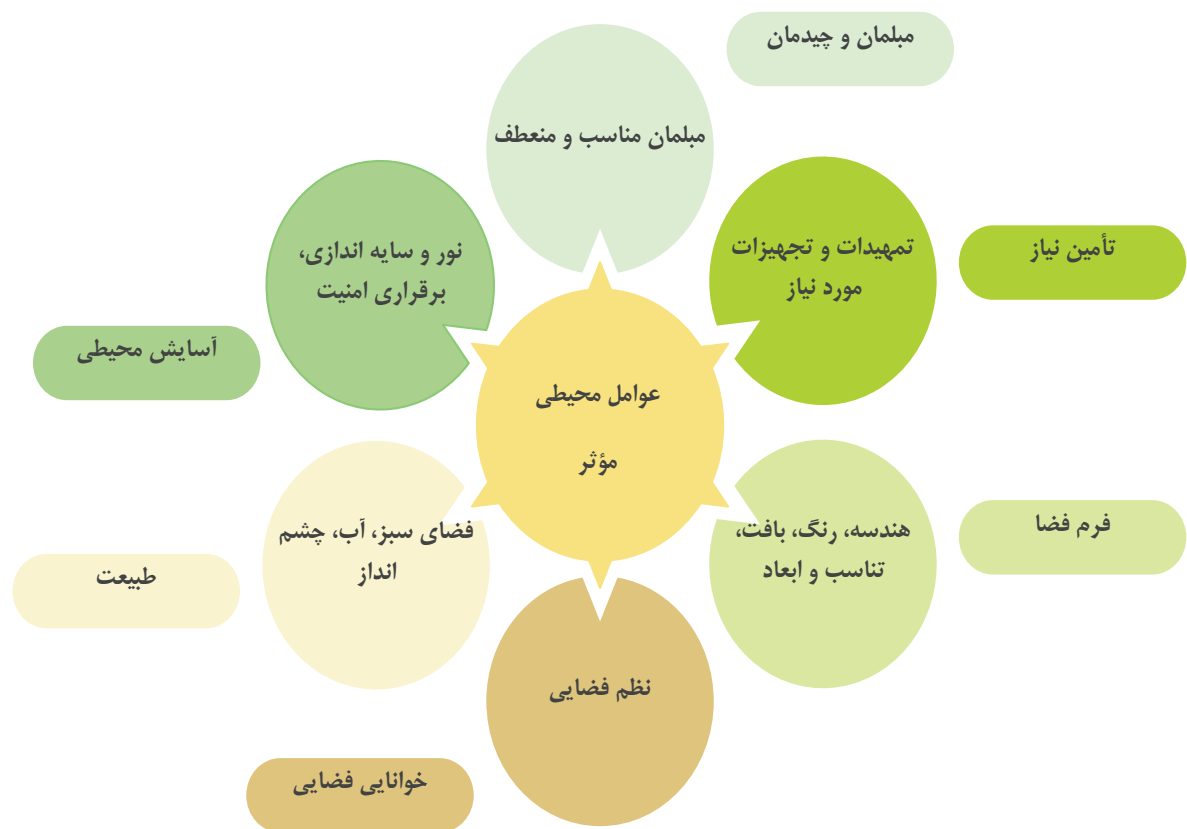 مبلمان و چیدمان
مبلمان مناسب و منعطف
تمهیدات و تجهیزات
مورد نیاز
تأمین نیاز
نور و سایه اندازی،
برقراری امنیت
آسایش محیطی
عوامل محیطی
مؤثر
هندسه، رنگ، بافت،
تناسب و ابعاد
فرم فضا
فضای سبز، آب، چشم
انداز
طبیعت
نظم فضایی
خوانایی فضایی